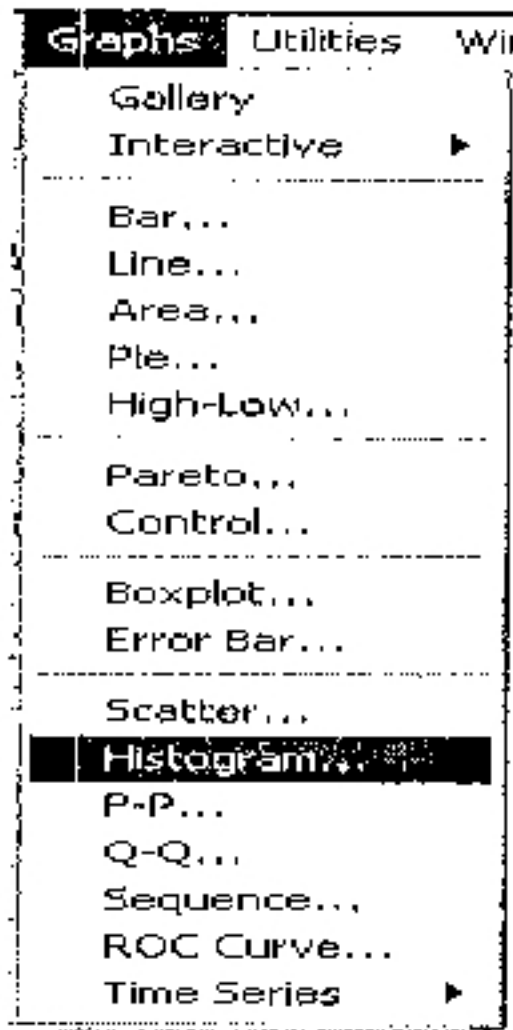 Graphs Utilities Wi
Gallery
Interactive
Bar...
Line...
Area...
Pie...
High-Low...
Pareto...
Control...
Boxplot...
Error Bar...
Scatter...
Histogram...
P-P...
Q-Q...
Sequence...
ROC Curve...
Time Series